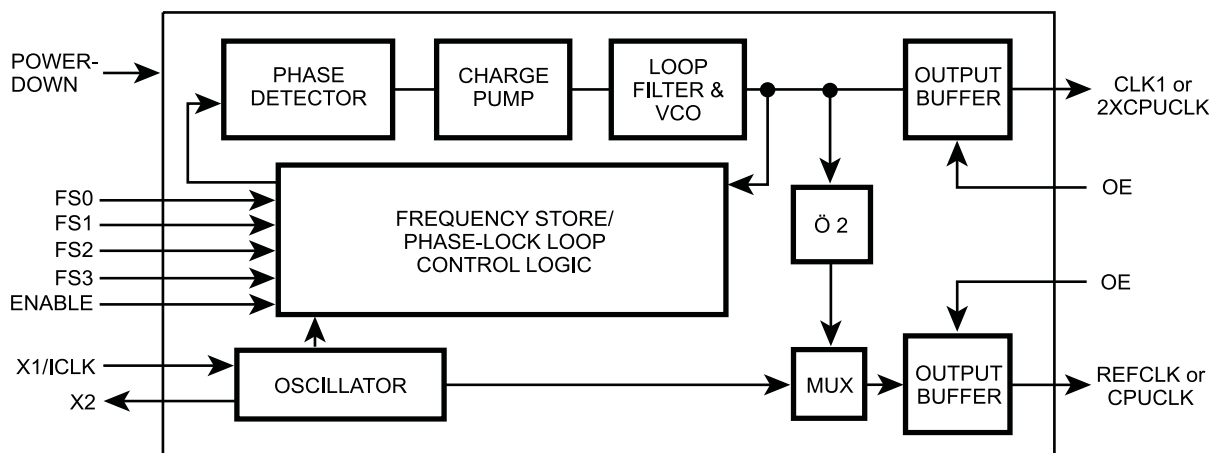 POWER-
DOWN
PHASE
DETECTOR
CHARGE
PUMP
LOOP
FILTER &
VCO
OUTPUT
BUFFER
CLK1 or
2XCPUCLK
OE
FS0
FS1
FS2
FS3
ENABLE
FREQUENCY STORE/
PHASE-LOCK LOOP
CONTROL LOGIC
Ö 2
OE
X1/ICLK
X2
OSCILLATOR
MUX
OUTPUT
BUFFER
REFCLK or
CPUCLK